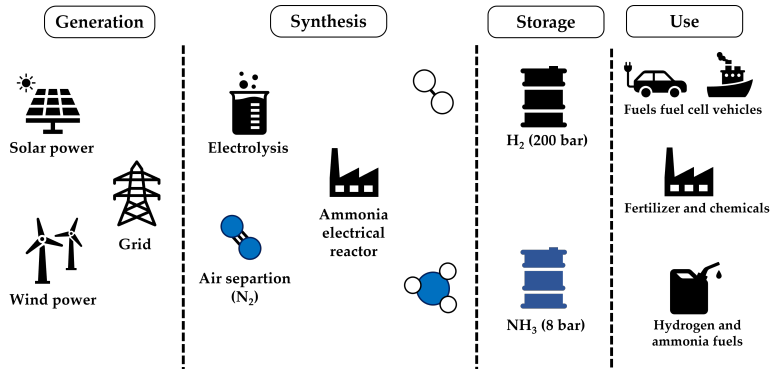 Generation
Synthesis
Storage
Use
Solar power
Grid
Wind power
Electrolysis
Air separtion
(N₂)
Ammonia
electrical
reactor
H₂ (200 bar)
NH₃ (8 bar)
Fuels fuel cell vehicles
Fertilizer and chemicals
Hydrogen and
ammonia fuels